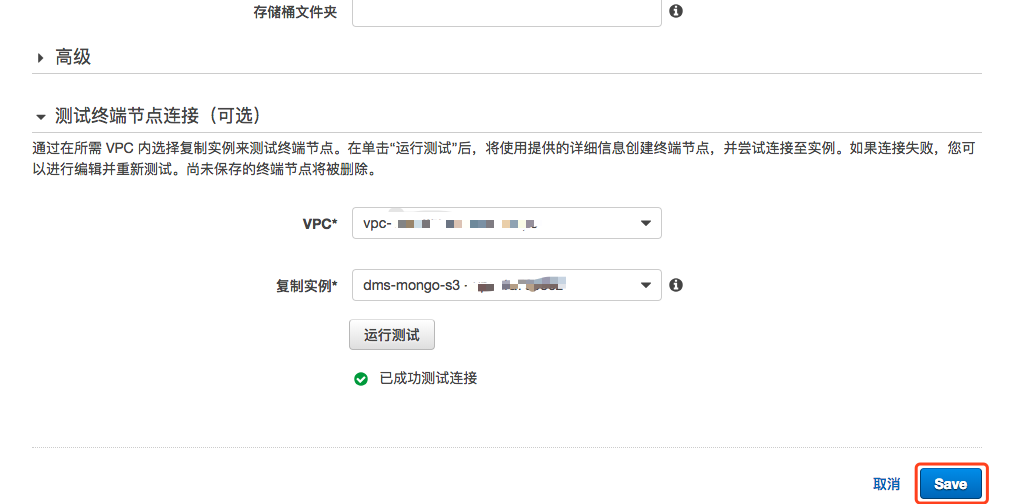 存储桶文件夹
高级
测试终端节点连接（可选）
通过在所需 VPC 内选择复制实例来测试终端节点。在单击“运行测试”后，将使用提供的详细信息创建终端节点，并尝试连接至实例。如果连接失败，您可
以进行编辑并重新测试。尚未保存的终端节点将被删除。
VPC* vpc-
复制实例* dms-mongo-s3 -
运行测试
已成功测试连接
取消 Save